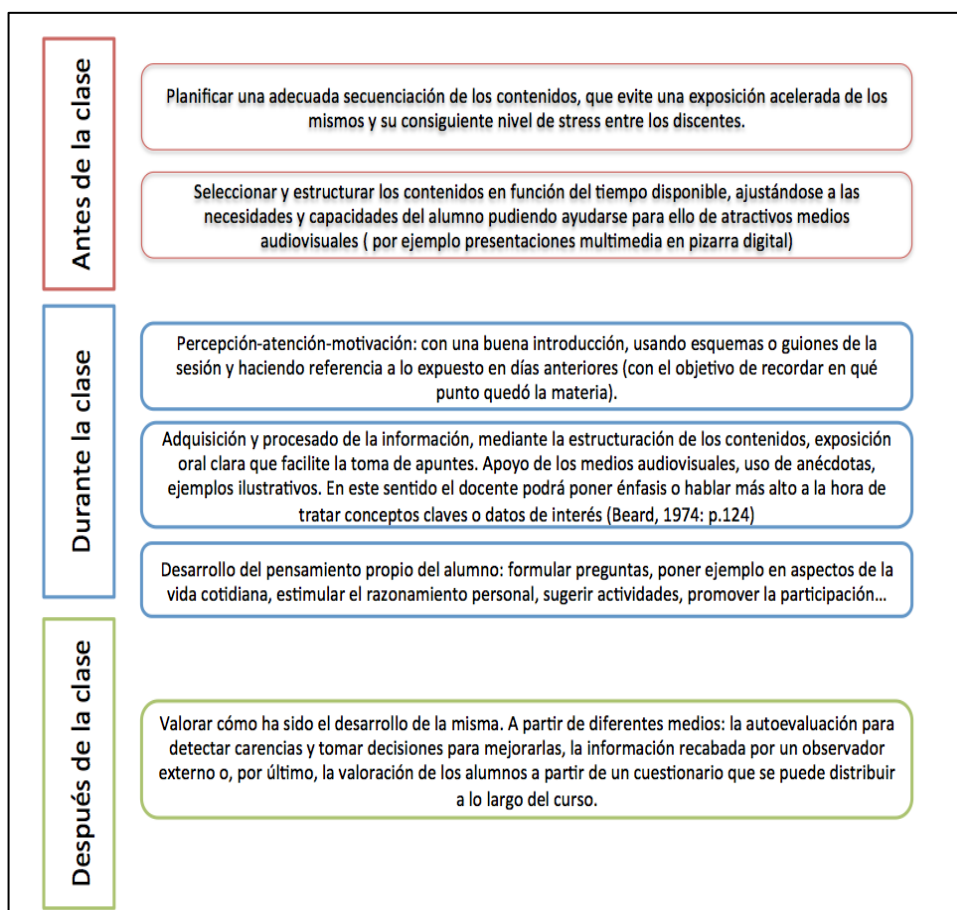 Antes de la clase
Planificar una adecuada secuenciación de los contenidos, que evite una exposición acelerada de los
mismos y su consiguiente nivel de stress entre los discentes.
Seleccionar y estructurar los contenidos en función del tiempo disponible, ajustándose a las
necesidades y capacidades del alumno pudiendo ayudarse para ello de atractivos medios
audiovisuales ( por ejemplo presentaciones multimedia en pizarra digital)
Durante la clase
Percepción-atención-motivación: con una buena introducción, usando esquemas o guiones de la
sesión y haciendo referencia a lo expuesto en días anteriores (con el objetivo de recordar en qué
punto quedó la materia).
Adquisición y procesado de la información, mediante la estructuración de los contenidos, exposición
oral clara que facilite la toma de apuntes. Apoyo de los medios audiovisuales, uso de anécdotas,
ejemplos ilustrativos. En este sentido el docente podrá poner énfasis o hablar más alto a la hora de
tratar conceptos claves o datos de interés (Beard, 1974: p.124)
Desarrollo del pensamiento propio del alumno: formular preguntas, poner ejemplo en aspectos de la
vida cotidiana, estimular el razonamiento personal, sugerir actividades, promover la participación...
Después de la clase
Valorar cómo ha sido el desarrollo de la misma. A partir de diferentes medios: la autoevaluación para
detectar carencias y tomar decisiones para mejorarlas, la información recabada por un observador
externo o, por último, la valoración de los alumnos a partir de un cuestionario que se puede distribuir
a lo largo del curso.